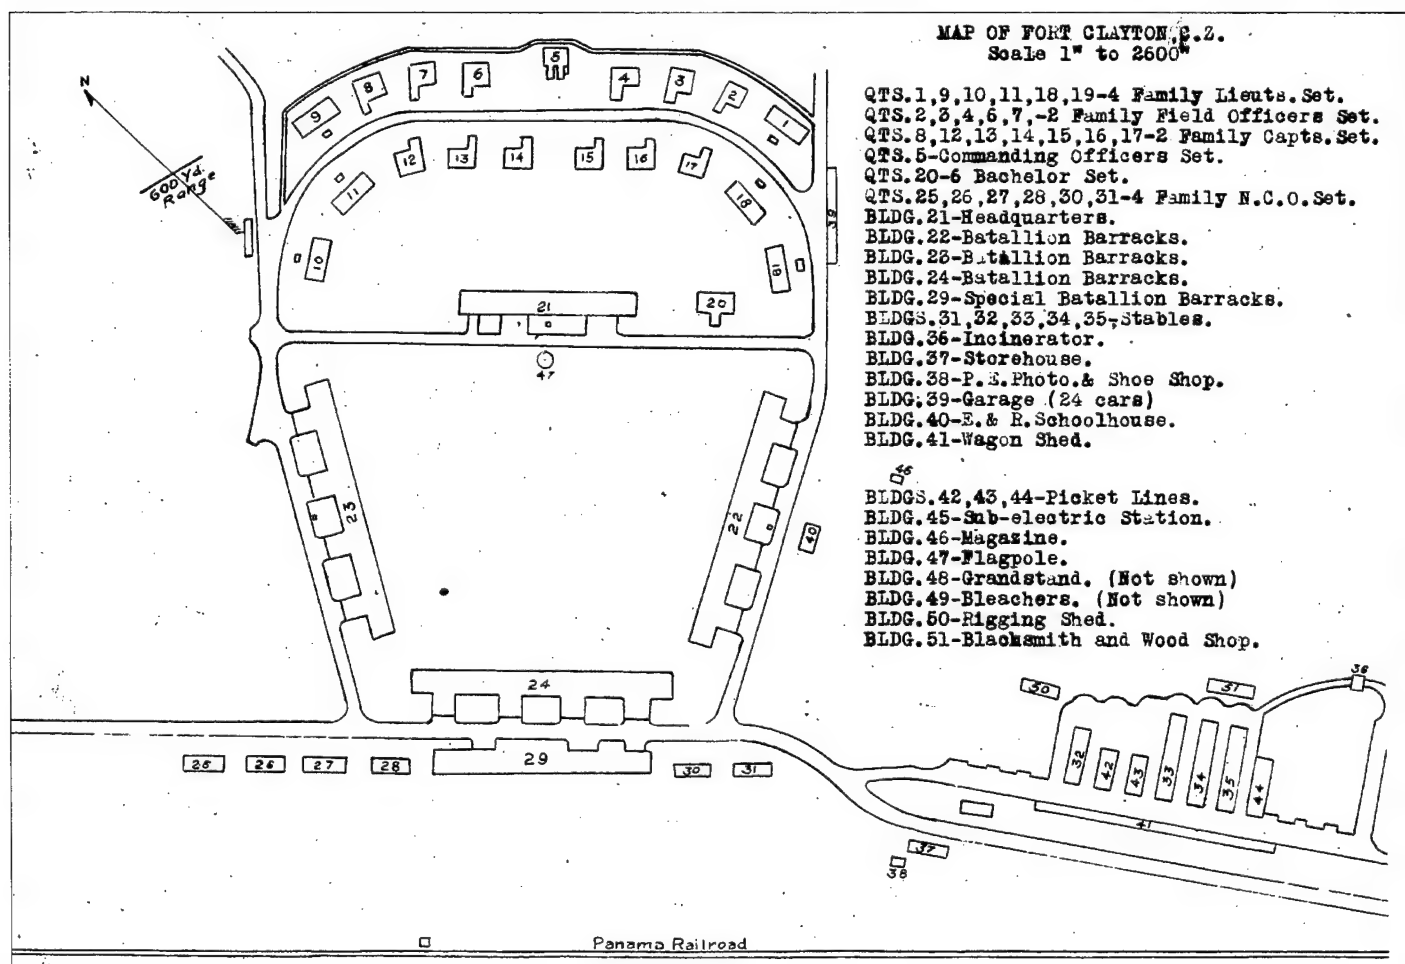 MAP OF FORT CLAYTON, C.Z.
Scale 1" to 2600"
QTS.1,9,10,11,18,19-4 Family Lieuts.Set.
QTS.2,3,4,6,7,-2 Family Field Officers Set.
QTS.8,12,13,14,15,16,17-2 Family Capts.Set.
QTS.5-Commanding Officers Set.
QTS.20-6 Bachelor Set.
QTS.25,26,27,28,30,31-4 Family N.C.O.Set.
BLDG.21-Headquarters.
BLDG.22-Batallion Barracks.
BLDG.23-Batallion Barracks.
BLDG.24-Batallion Barracks.
BLDG.29-Special Batallion Barracks.
BLDGS.31,32,33,34,35-Stables.
BLDG.36-Incinerator.
BLDG.37-Storehouse.
BLDG.38-P.E.Photo.& Shoe Shop.
BLDG.39-Garage (24 cars)
BLDG.40-E.& R.Schoolhouse.
BLDG.41-Wagon Shed.
46
BLDGS.42,43,44-Picket Lines.
BLDG.45-Sub-electric Station.
BLDG.46-Magazine.
BLDG.47-Flagpole.
BLDG.48-Grandstand. (Not shown)
BLDG.49-Bleachers. (Not shown)
BLDG.50-Rigging Shed.
BLDG.51-Blacksmith and Wood Shop.
N
600 Yd.
Range
9
8
7
6
5
4
3
2
1
12
13
14
15
16
17
11
18
10
19
39
21
20
47
23
22
40
24
29
25
26
27
28
30
31
50
51
36
32
42
43
33
34
35
44
41
37
38
Panama Railroad